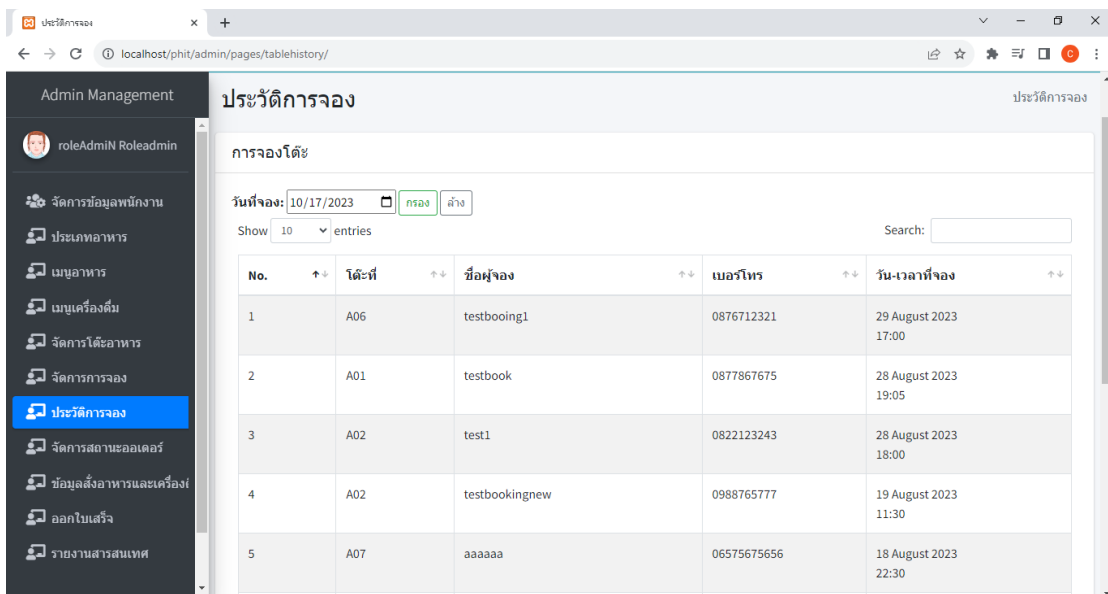 ประวัติการจอง
localhost/phit/admin/pages/tablehistory/
C
Admin Management
roleAdmiN Roleadmin
จัดการข้อมูลพนักงาน
ประเภทอาหาร
เมนูอาหาร
เมนูเครื่องดื่ม
จัดการโต๊ะอาหาร
จัดการการจอง
ประวัติการจอง
จัดการสถานะออเดอร์
ข้อมูลสั่งอาหารและเครื่อง
ออกใบเสร็จ
รายงานสารสนเทศ
ประวัติการจอง
ประวัติการจอง
การจองโต๊ะ
วันที่จอง: 10/17/2023 กรอง ล้าง
Show 10 entries Search:
No. โต๊ะที่ ชื่อผู้จอง เบอร์โทร วัน-เวลาที่จอง
1 A06 testbooing1 0876712321 29 August 2023
17:00
2 A01 testbook 0877867675 28 August 2023
19:05
3 A02 test1 0822123243 28 August 2023
18:00
4 A02 testbookingnew 0988765777 19 August 2023
11:30
5 A07 aaaaaa 06575675656 18 August 2023
22:30